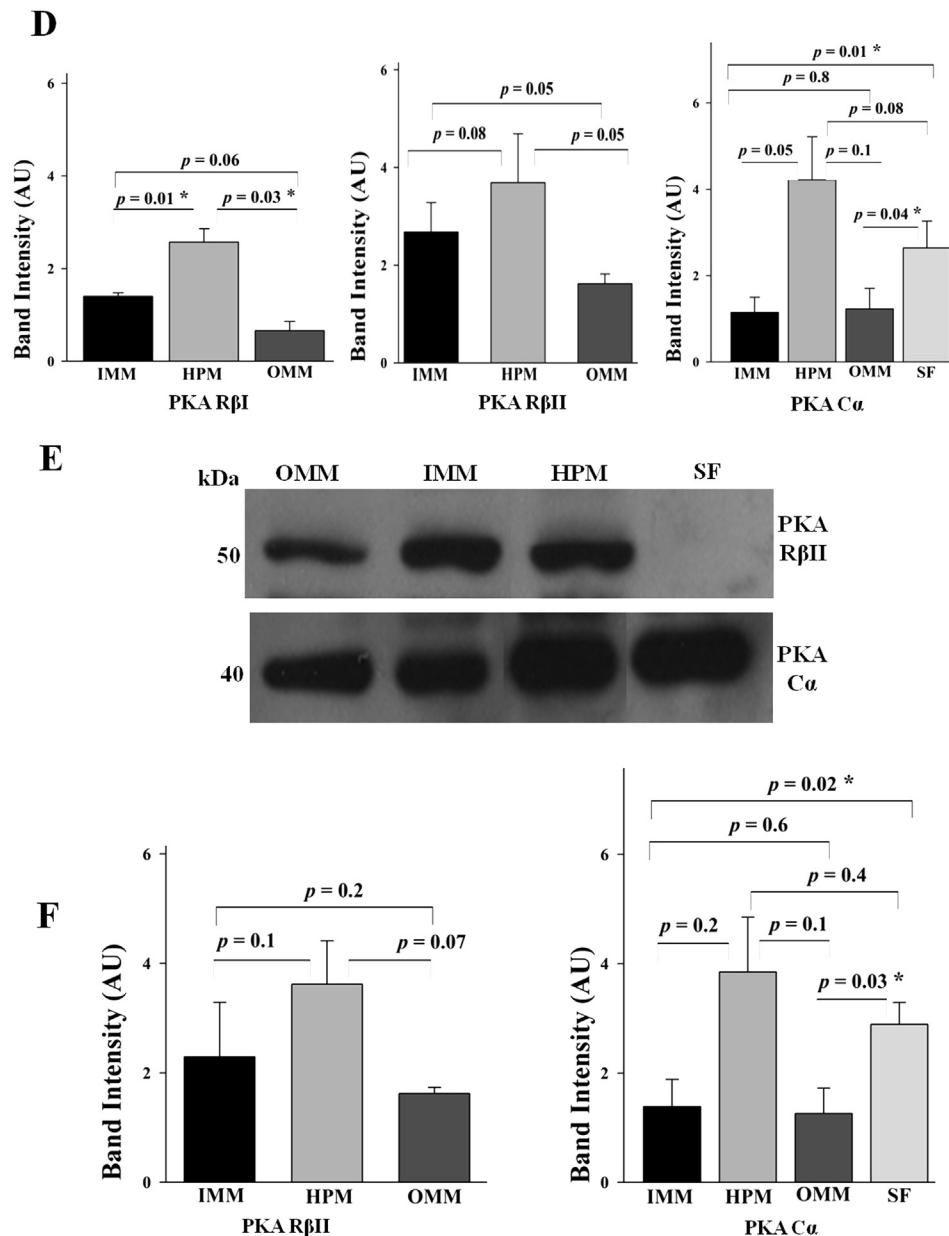 D
6
4
2
0
Band Intensity (AU)
p = 0.06
p = 0.01 *
p = 0.03 *
IMM
HPM
OMM
PKA RβI
6
4
2
0
Band Intensity (AU)
p = 0.05
p = 0.08
p = 0.05
IMM
HPM
OMM
PKA RβII
6
4
2
0
Band Intensity (AU)
p = 0.01 *
p = 0.8
p = 0.08
p = 0.05
p = 0.1
p = 0.04 *
IMM
HPM
OMM
SF
PKA Cα
E
kDa
OMM
IMM
HPM
SF
50
PKA
RβII
40
PKA
Cα
F
6
4
2
0
Band Intensity (AU)
p = 0.2
p = 0.1
p = 0.07
IMM
HPM
OMM
PKA RβII
6
4
2
0
Band Intensity (AU)
p = 0.02 *
p = 0.6
p = 0.4
p = 0.2
p = 0.1
p = 0.03 *
IMM
HPM
OMM
SF
PKA Cα